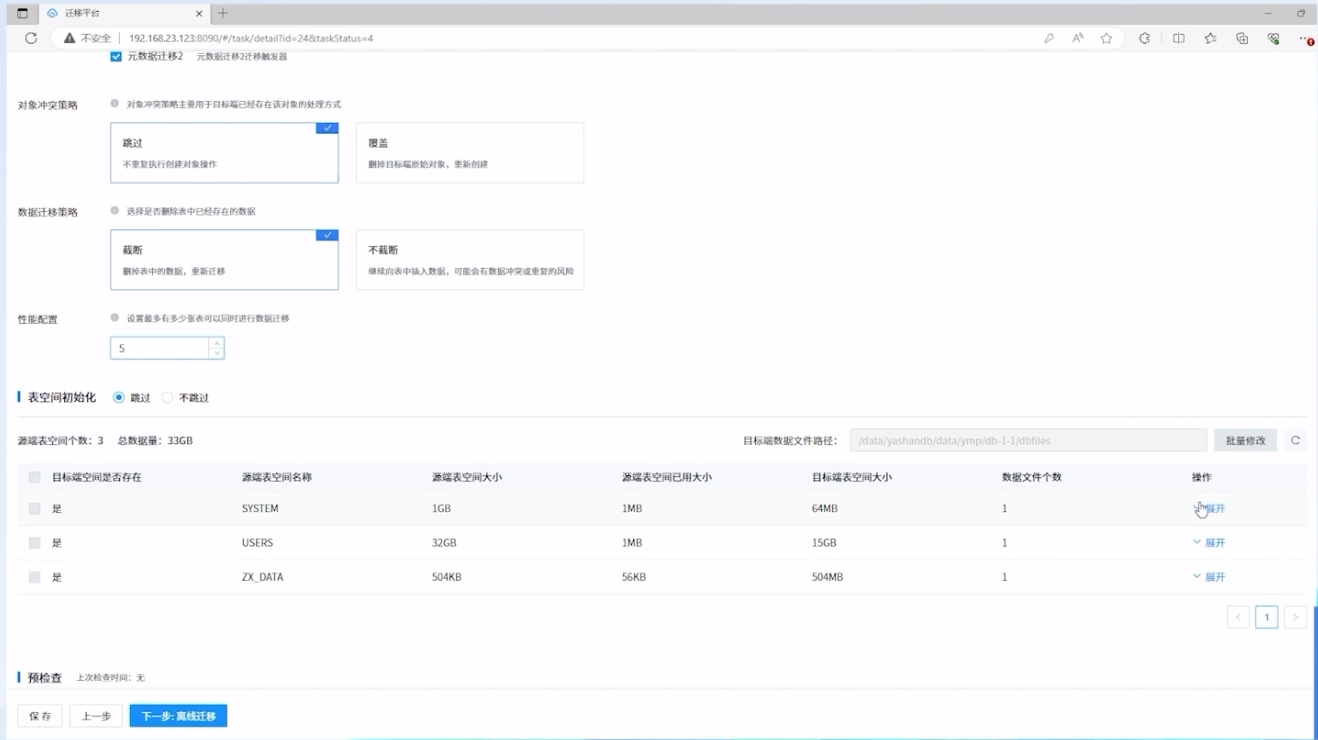 迁移平台
不安全 192.168.23.123:8090/#/task/detail?id=24&taskStatus=4
元数据迁移2 元数据迁移2迁移触发器
对象冲突策略 对象冲突策略主要用于目标端已经存在该对象的处理方式
跳过 覆盖
不重复执行创建对象操作 删掉目标端原始对象，重新创建
数据迁移策略 选择是否删除表中已经存在的数据
截断 不截断
删掉表中的数据，重新迁移 继续向表中插入数据，可能会有数据冲突或重复的风险
性能配置 设置最多有多少张表可以同时进行数据迁移
5
表空间初始化 跳过 不跳过
源端表空间个数：3 总数据量：33GB 目标端数据文件路径： /data/yashandb/data/ymp/db-1-1/dbfiles 批量修改
目标端空间是否存在 源端表空间名称 源端表空间大小 源端表空间已用大小 目标端表空间大小 数据文件个数 操作
是 SYSTEM 1GB 1MB 64MB 1 展开
是 USERS 32GB 1MB 15GB 1 展开
是 ZX_DATA 504KB 56KB 504MB 1 展开
< 1 >
预检查 上次检查时间：无
保存 上一步 下一步: 离线迁移